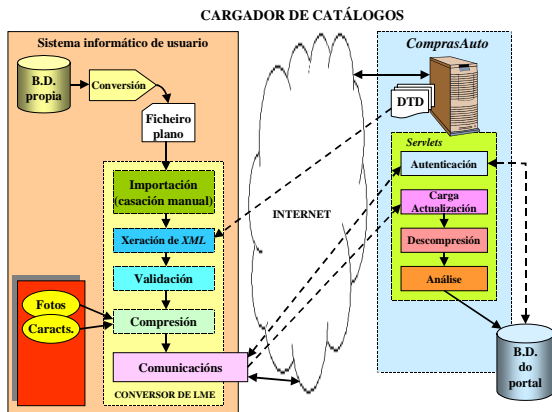 CARGADOR DE CATÁLOGOS
Sistema informático de usuario
B.D.
propia
Conversión
Ficheiro
plano
Importación
(casación manual)
Xeración de XML
Validación
Compresión
Comunicacións
CONVERSOR DE LME
Fotos
Caracts.
INTERNET
ComprasAuto
DTD
Servlets
Autenticación
Carga
Actualización
Descompresión
Análise
B.D.
do
portal